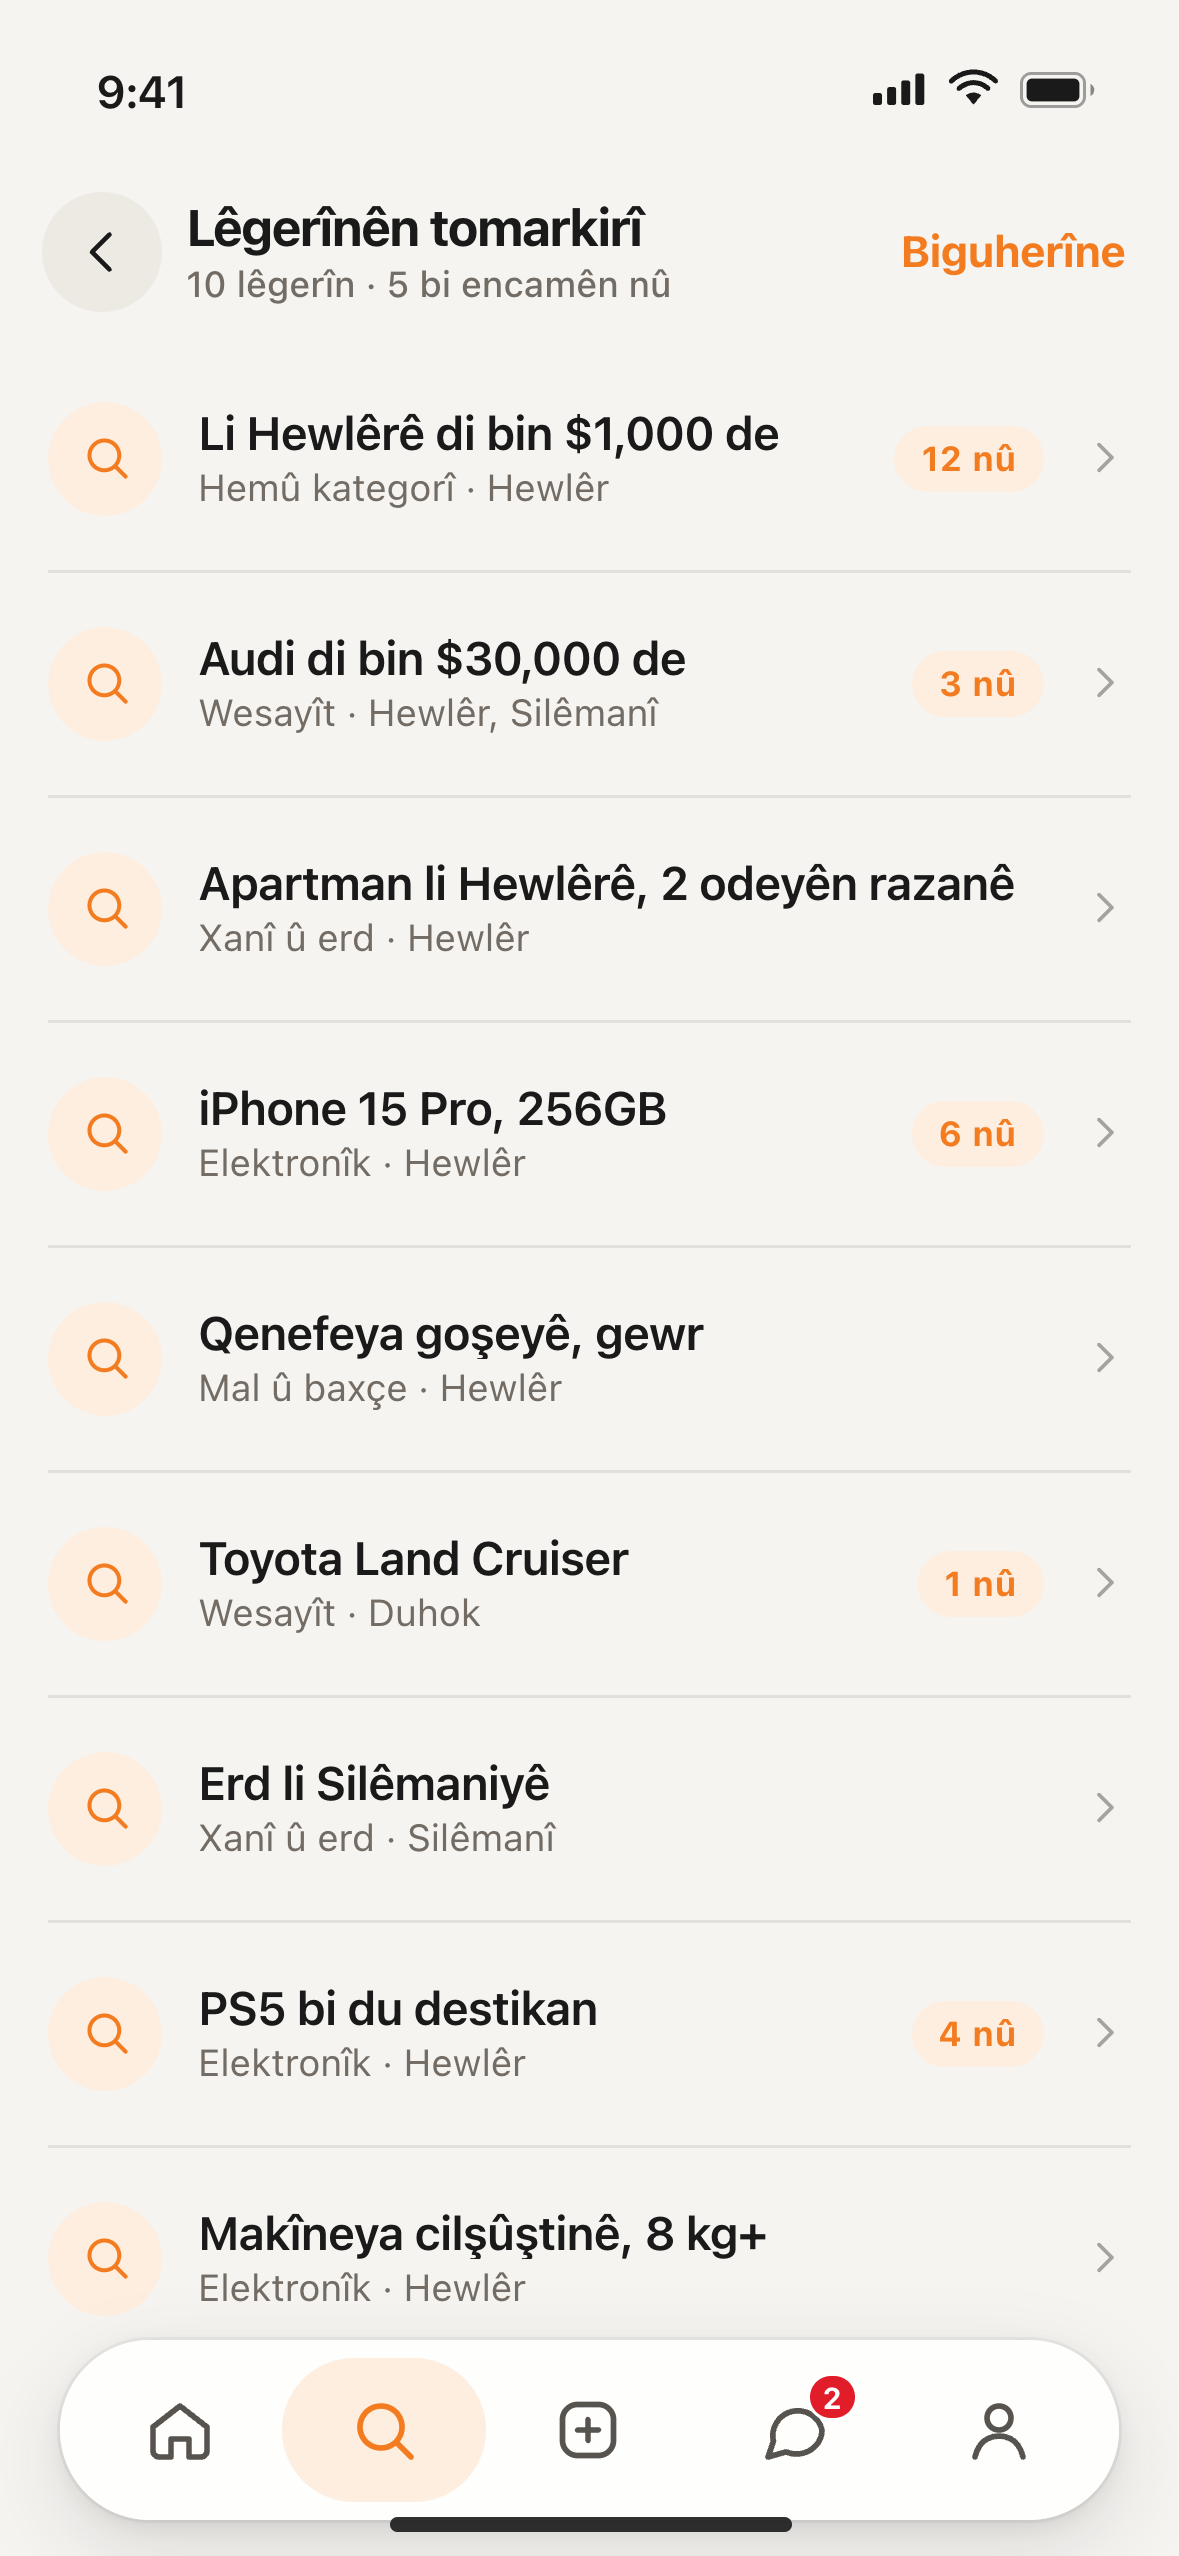 9:41
Lêgerînên tomarkirî
10 lêgerîn · 5 bi encamên nû
Biguherîne
Li Hewlêrê di bin $1,000 de
Hemû kategorî · Hewlêr
12 nû
Audi di bin $30,000 de
Wesayît · Hewlêr, Silêmanî
3 nû
Apartman li Hewlêrê, 2 odeyên razanê
Xanî û erd · Hewlêr
iPhone 15 Pro, 256GB
Elektronîk · Hewlêr
6 nû
Qenefeya goşeyê, gewr
Mal û baxçe · Hewlêr
Toyota Land Cruiser
Wesayît · Duhok
1 nû
Erd li Silêmaniyê
Xanî û erd · Silêmanî
PS5 bi du destikan
Elektronîk · Hewlêr
4 nû
Makîneya cilşûştinê, 8 kg+
Elektronîk · Hewlêr
2